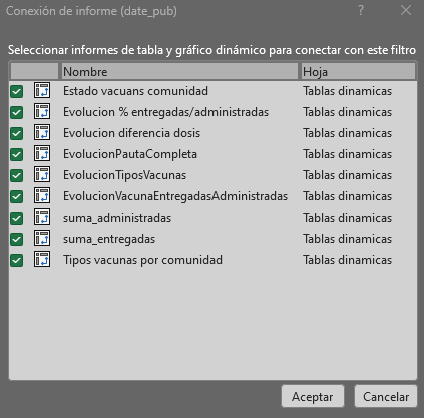 Conexión de informe (date_pub)
?
Seleccionar informes de tabla y gráfico dinámico para conectar con este filtro
Nombre Hoja
Estado vacuans comunidad Tablas dinamicas
Evolucion % entregadas/administradas Tablas dinamicas
Evolucion diferencia dosis Tablas dinamicas
EvolucionPautaCompleta Tablas dinamicas
EvolucionTiposVacunas Tablas dinamicas
EvolucionVacunaEntregadasAdministradas Tablas dinamicas
suma_administradas Tablas dinamicas
suma_entregadas Tablas dinamicas
Tipos vacunas por comunidad Tablas dinamicas
Aceptar Cancelar